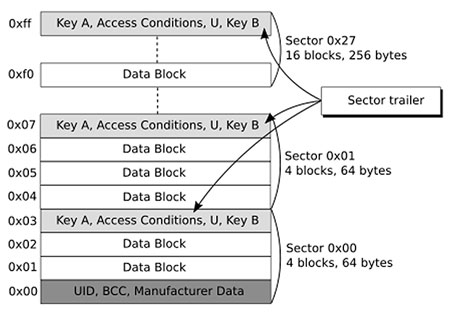 0xff
Key A, Access Conditions, U, Key B
Sector 0x27
16 blocks, 256 bytes
0xf0
Data Block
Sector trailer
0x07
Key A, Access Conditions, U, Key B
0x06
Data Block
0x05
Data Block
Sector 0x01
4 blocks, 64 bytes
0x04
Data Block
0x03
Key A, Access Conditions, U, Key B
0x02
Data Block
Sector 0x00
4 blocks, 64 bytes
0x01
Data Block
0x00
UID, BCC, Manufacturer Data